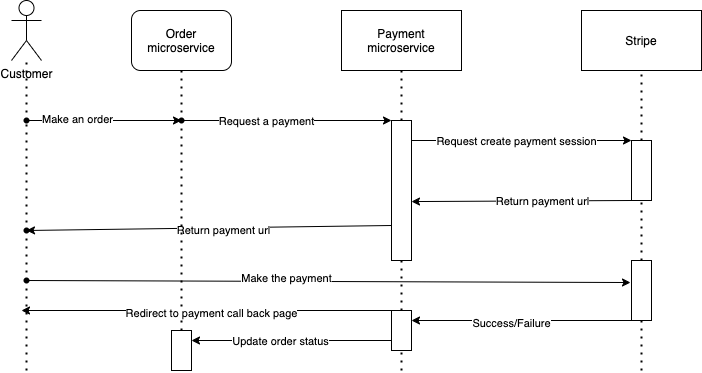 Order
microservice
Payment
microservice
Stripe
Customer
Make an order
Request a payment
Request create payment session
Return payment url
Return payment url
Make the payment
Redirect to payment call back page
Success/Failure
Update order status